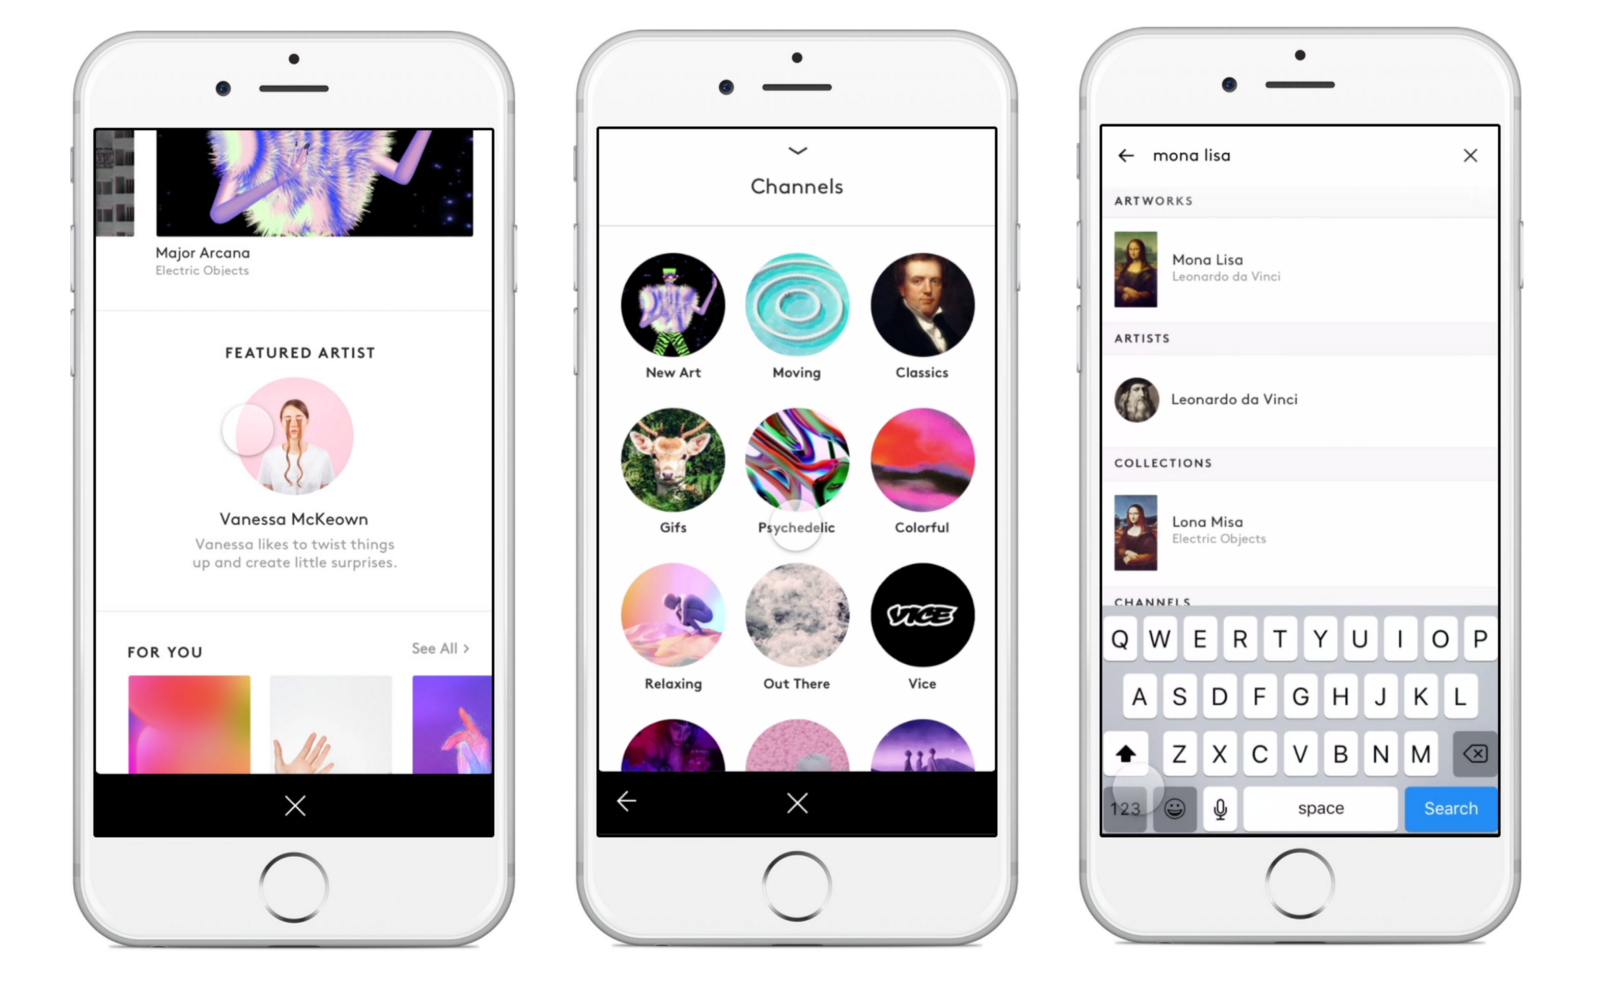 Major Arcana
Electric Objects
FEATURED ARTIST
Vanessa McKeown
Vanessa likes to twist things
up and create little surprises.
FOR YOU
See All >
Channels
New Art
Moving
Classics
Gifs
Psychedelic
Colorful
VICE
Relaxing
Out There
Vice
mona lisa
ARTWORKS
Mona Lisa
Leonardo da Vinci
ARTISTS
Leonardo da Vinci
COLLECTIONS
Lona Misa
Electric Objects
CHANNELS
Q W E R T Y U I O P
A S D F G H J K L
Z X C V B N M
123
space
Search